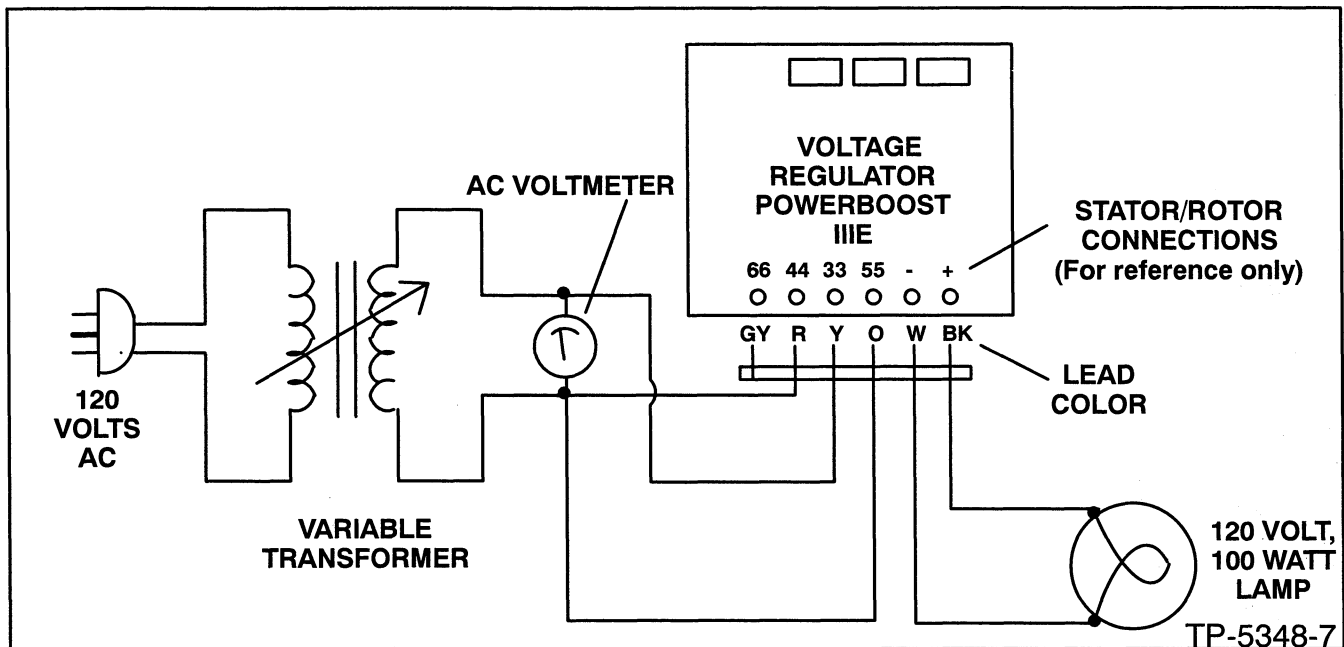 VOLTAGE
REGULATOR
POWERBOOST
IIIE
AC VOLTMETER
STATOR/ROTOR
CONNECTIONS
(For reference only)
66 44 33 55 - +
GY R Y O W BK
LEAD
COLOR
120
VOLTS
AC
VARIABLE
TRANSFORMER
120 VOLT,
100 WATT
LAMP
TP-5348-7